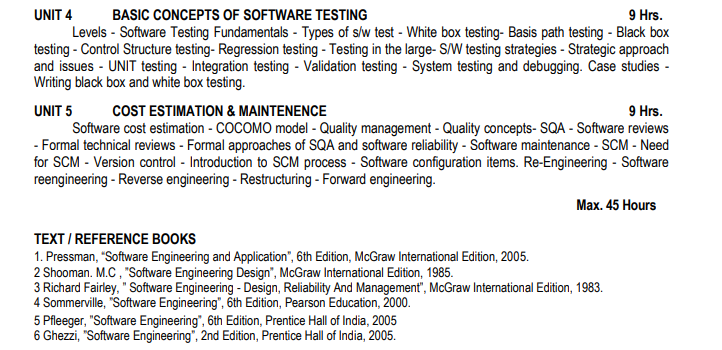 UNIT 4 BASIC CONCEPTS OF SOFTWARE TESTING 9 Hrs.
Levels - Software Testing Fundamentals - Types of s/w test - White box testing- Basis path testing - Black box
testing - Control Structure testing- Regression testing - Testing in the large- S/W testing strategies - Strategic approach
and issues - UNIT testing - Integration testing - Validation testing - System testing and debugging. Case studies -
Writing black box and white box testing.
UNIT 5 COST ESTIMATION & MAINTENENCE 9 Hrs.
Software cost estimation - COCOMO model - Quality management - Quality concepts- SQA - Software reviews
- Formal technical reviews - Formal approaches of SQA and software reliability - Software maintenance - SCM - Need
for SCM - Version control - Introduction to SCM process - Software configuration items. Re-Engineering - Software
reengineering - Reverse engineering - Restructuring - Forward engineering.
Max. 45 Hours
TEXT / REFERENCE BOOKS
1. Pressman, “Software Engineering and Application”, 6th Edition, McGraw International Edition, 2005.
2 Shooman. M.C , ”Software Engineering Design”, McGraw International Edition, 1985.
3 Richard Fairley, ” Software Engineering - Design, Reliability And Management”, McGraw International Edition, 1983.
4 Sommerville, ”Software Engineering”, 6th Edition, Pearson Education, 2000.
5 Pfleeger, ”Software Engineering”, 6th Edition, Prentice Hall of India, 2005
6 Ghezzi, ”Software Engineering”, 2nd Edition, Prentice Hall of India, 2005.